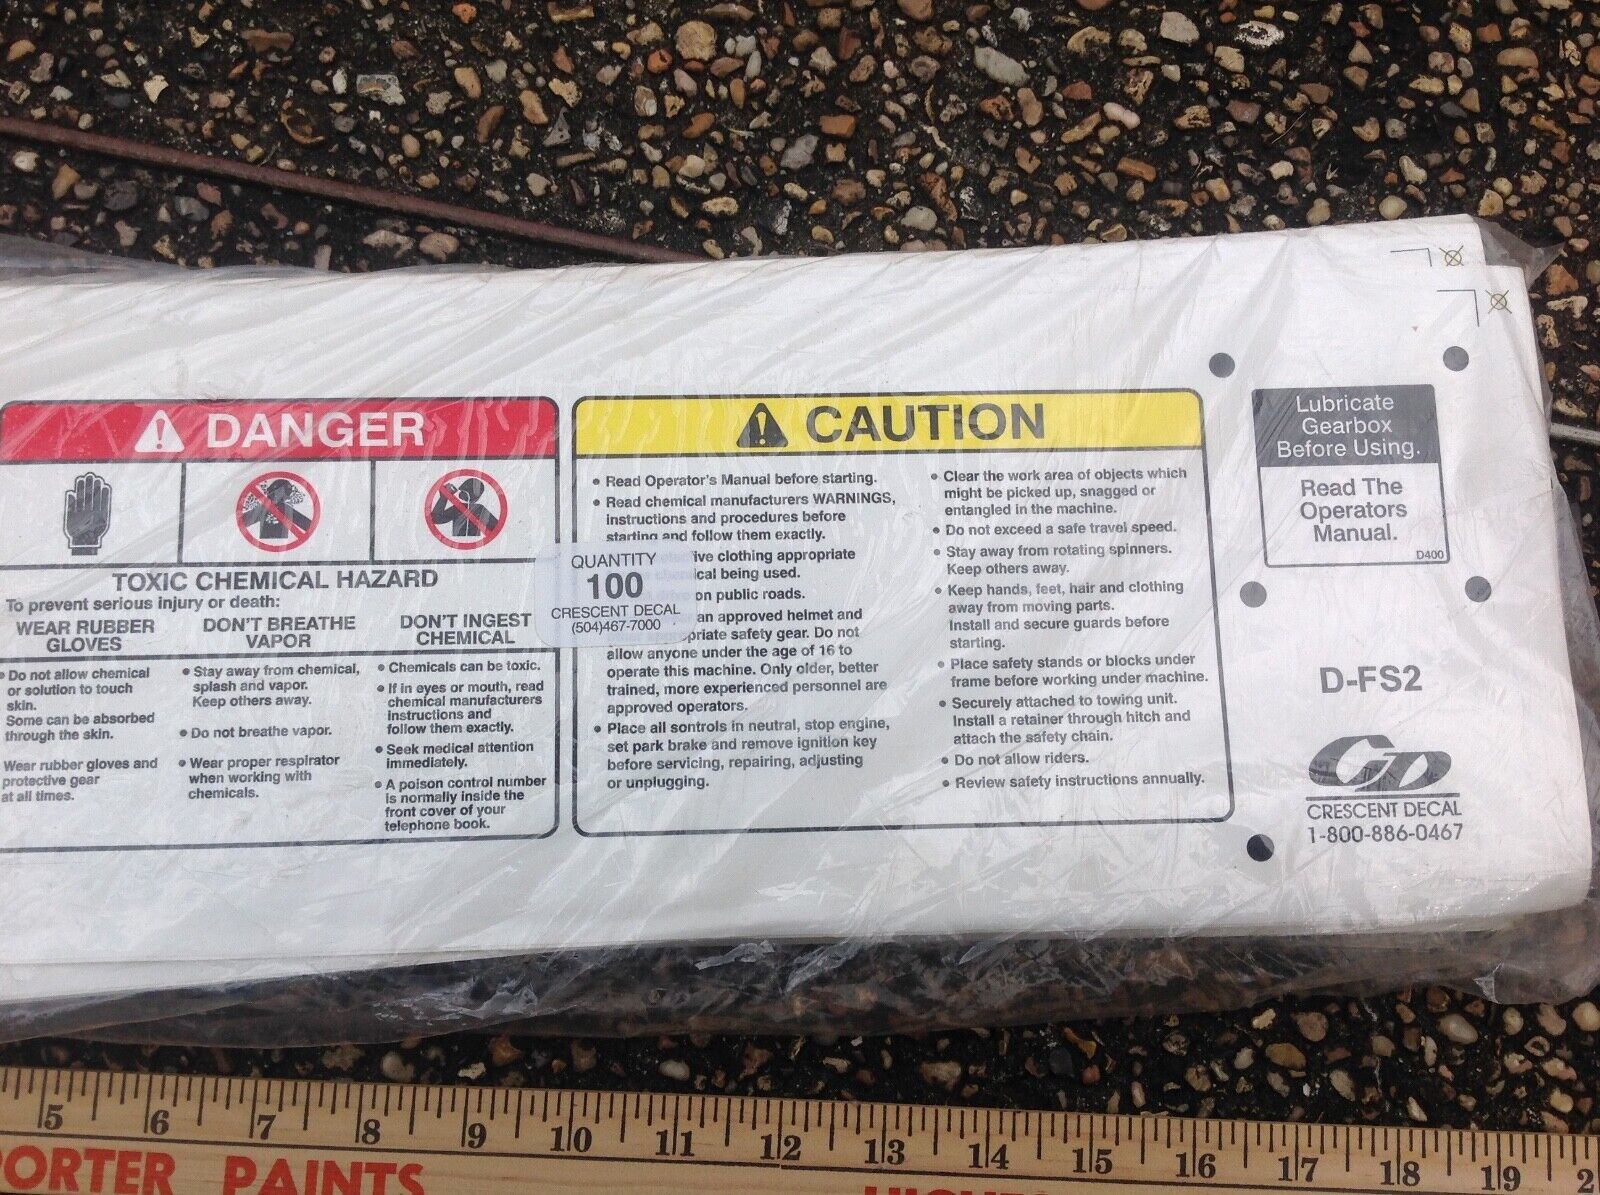 DANGER
TOXIC CHEMICAL HAZARD
To prevent serious injury or death:
WEAR RUBBER
GLOVES
• Do not allow chemical
or solution to touch
skin.
Some can be absorbed
through the skin.
Wear rubber gloves and
protective gear
at all times.
DON'T BREATHE
VAPOR
• Stay away from chemical,
splash and vapor.
Keep others away.
• Do not breathe vapor.
• Wear proper respirator
when working with
chemicals.
DON'T INGEST
CHEMICAL
• Chemicals can be toxic.
• If in eyes or mouth, read
chemical manufacturers
instructions and
follow them exactly.
• Seek medical attention
immediately.
• A poison control number
is normally inside the
front cover of your
telephone book.
QUANTITY
100
CRESCENT DECAL
(504)467-7000
CAUTION
• Read Operator's Manual before starting.
• Read chemical manufacturers WARNINGS,
instructions and procedures before
starting and follow them exactly.
clothing appropriate
being used.
on public roads.
an approved helmet and
safety gear. Do not
allow anyone under the age of 16 to
operate this machine. Only older, better
trained, more experienced personnel are
approved operators.
• Place all sontrols in neutral, stop engine,
set park brake and remove ignition key
before servicing, repairing, adjusting
or unplugging.
• Clear the work area of objects which
might be picked up, snagged or
entangled in the machine.
• Do not exceed a safe travel speed.
• Stay away from rotating spinners.
Keep others away.
• Keep hands, feet, hair and clothing
away from moving parts.
Install and secure guards before
starting.
• Place safety stands or blocks under
frame before working under machine.
• Securely attached to towing unit.
Install a retainer through hitch and
attach the safety chain.
• Do not allow riders.
• Review safety instructions annually.
Lubricate
Gearbox
Before Using.
Read The
Operators
Manual.
D400
D-FS2
CD
CRESCENT DECAL
1-800-886-0467
5 6 7 8 9 10 11 12 13 14 15 16 17 18 19 2
ORTER PAINTS